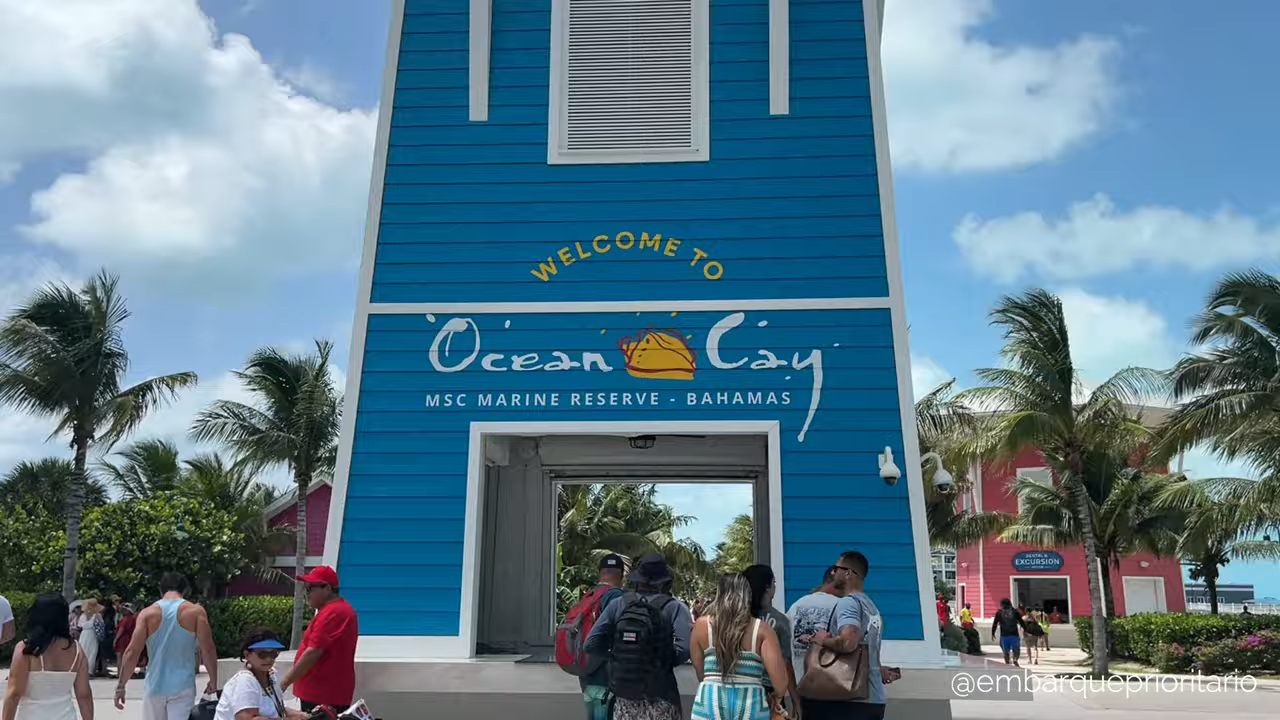 WELCOME TO
Ocean Cay
MSC MARINE RESERVE - BAHAMAS
EXCURSION
@embarqueprioritario